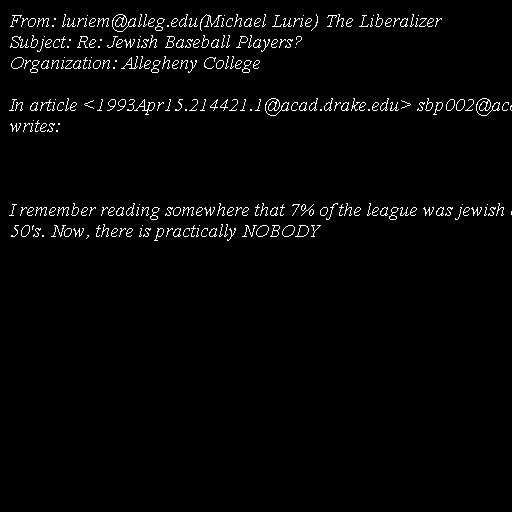 From: luriem@alleg.edu(Michael Lurie) The Liberalizer
Subject: Re: Jewish Baseball Players?
Organization: Allegheny College
In article <1993Apr15.214421.1@acad.drake.edu> sbp002@aca
writes:
I remember reading somewhere that 7% of the league was jewish
50's. Now, there is practically NOBODY